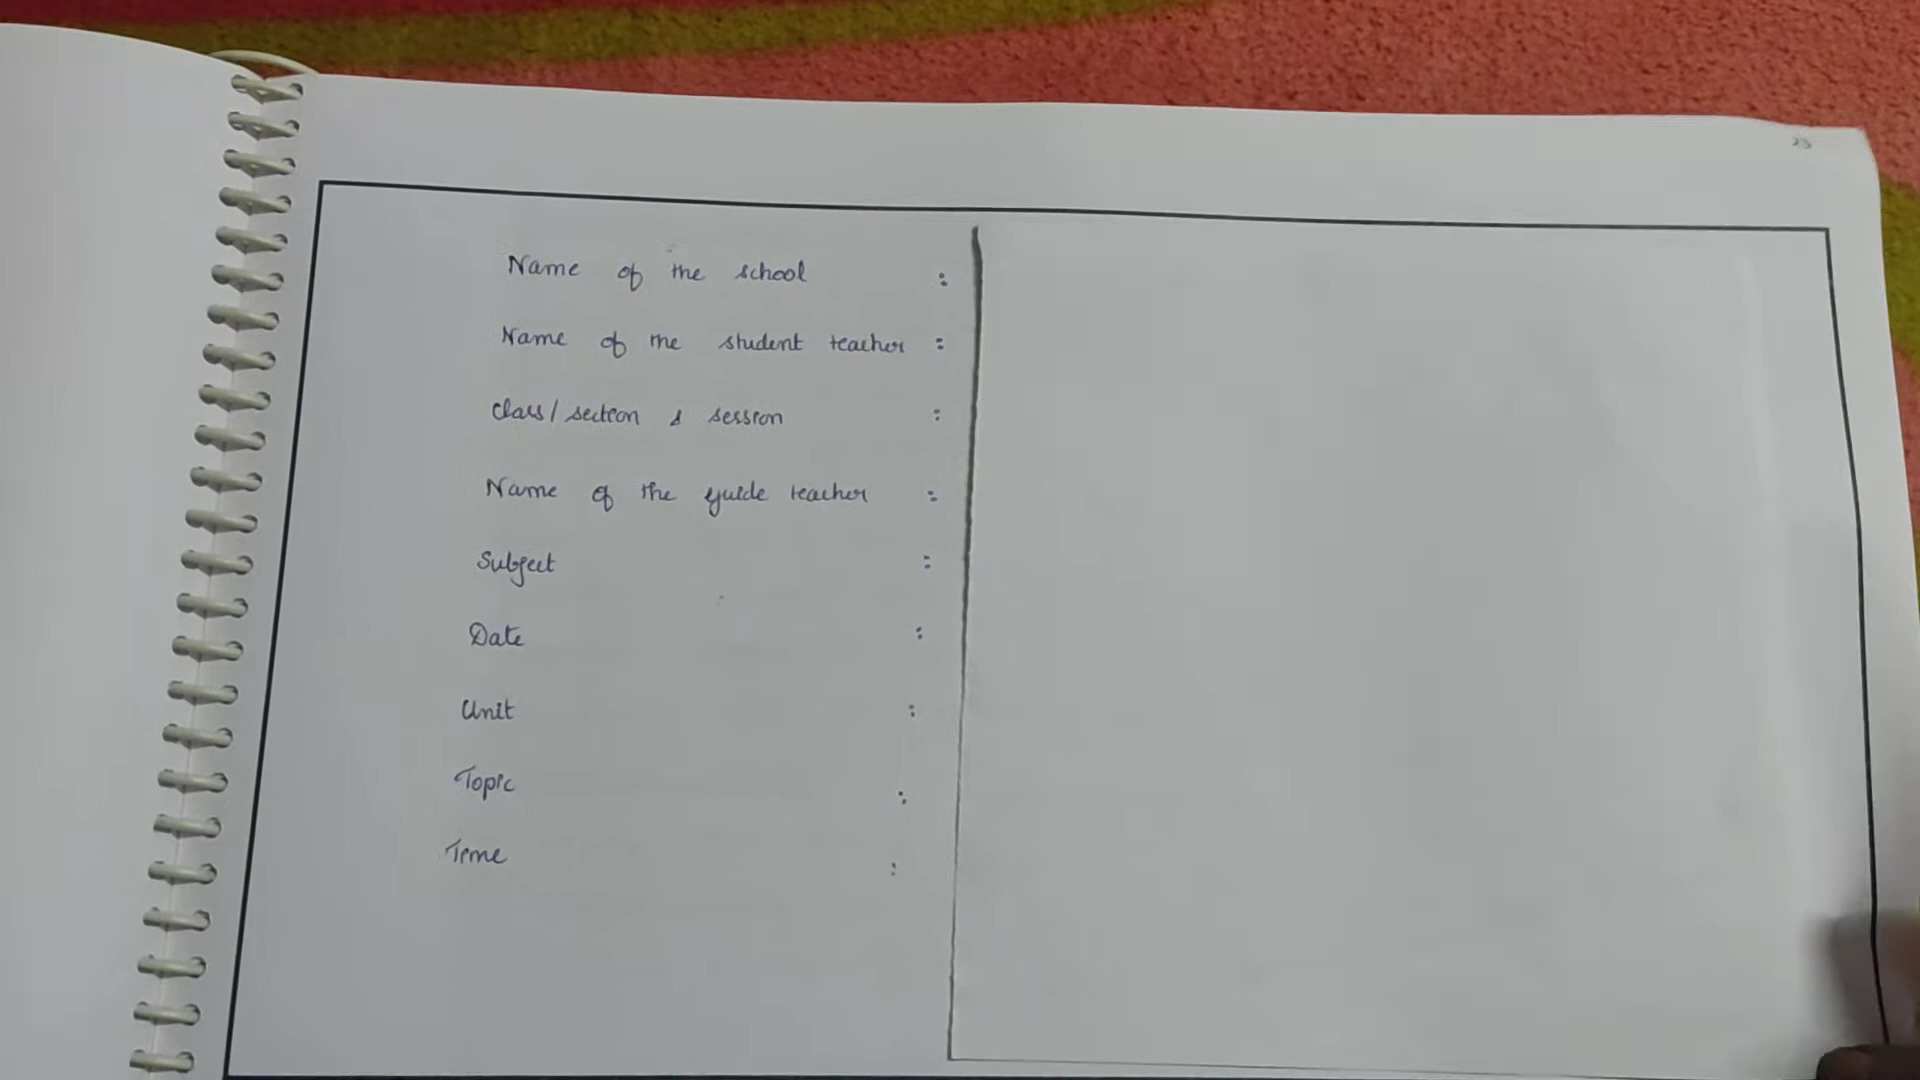 23
Name of the school :
Name of the student teacher :
Class/section & session :
Name of the guide teacher :
Subject :
Date :
Unit :
Topic :
Time :